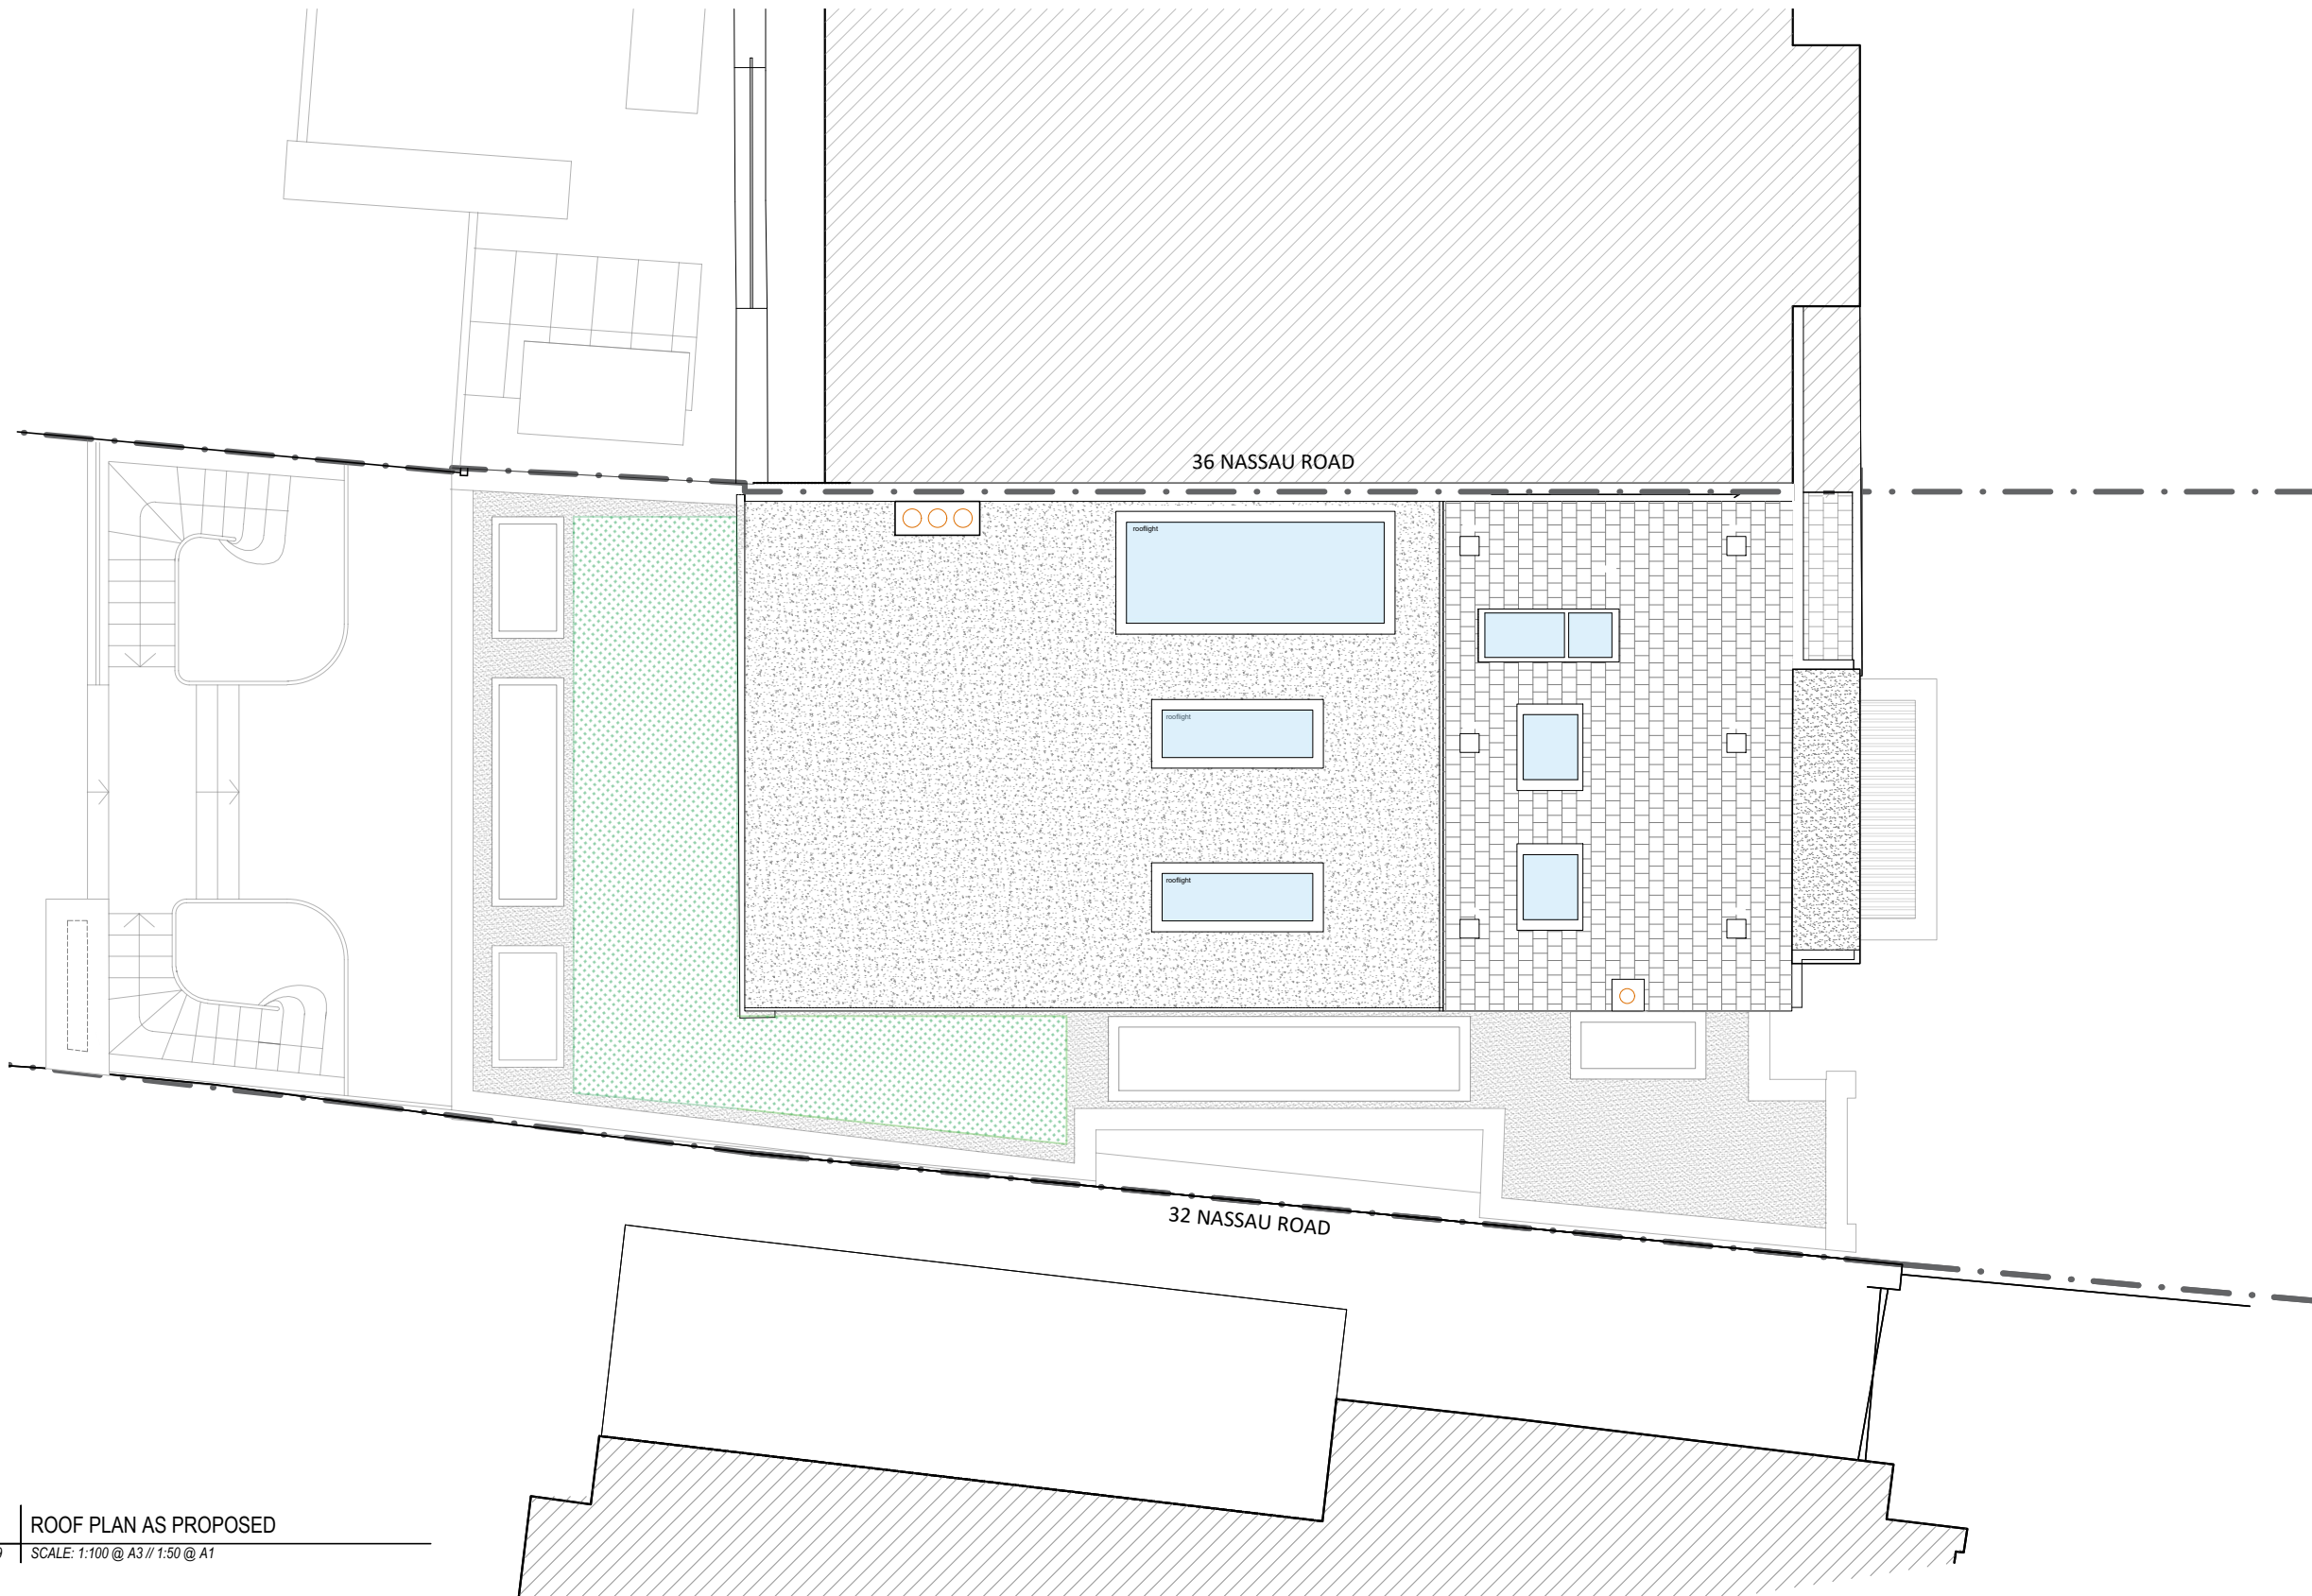 36 NASSAU ROAD
rooflight
rooflight
rooflight
32 NASSAU ROAD
ROOF PLAN AS PROPOSED
SCALE: 1:100 @ A3 // 1:50 @ A1